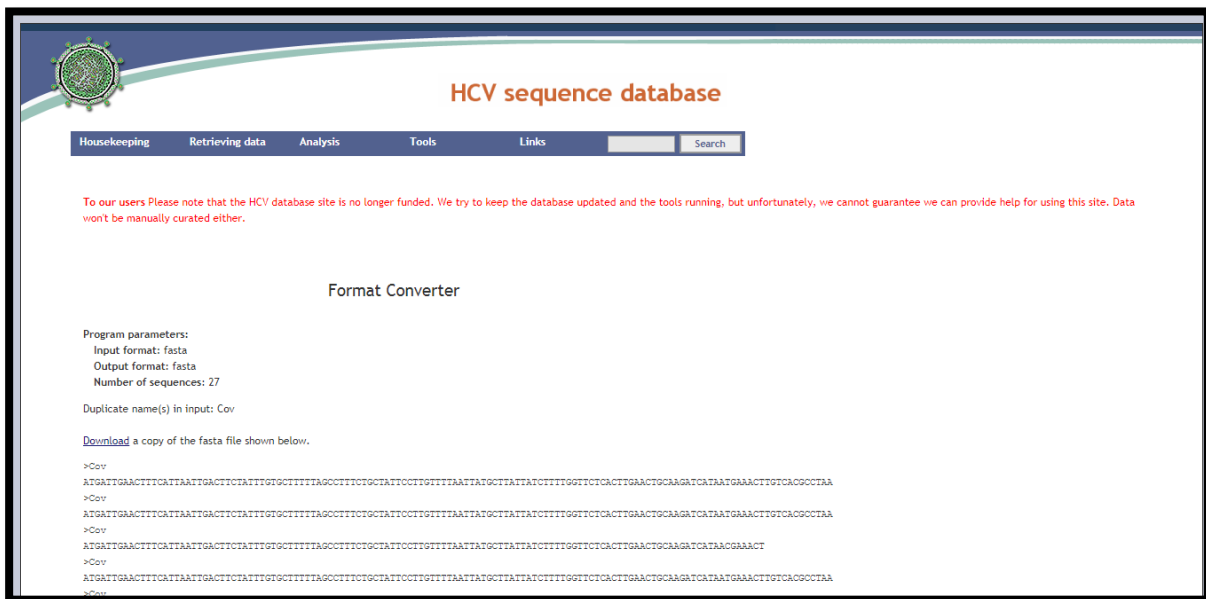 HCV sequence database
Housekeeping Retrieving data Analysis Tools Links Search
To our users Please note that the HCV database site is no longer funded. We try to keep the database updated and the tools running, but unfortunately, we cannot guarantee we can provide help for using this site. Data
won't be manually curated either.
Format Converter
Program parameters:
Input format: fasta
Output format: fasta
Number of sequences: 27
Duplicate name(s) in input: Cov
Download a copy of the fasta file shown below.
>Cov
ATGATTGAACTTTCATTAATTGACTTCTATTTGTGCTTTTTAGCCTTTCTGCTATTCCTTGTTTTAATTATGCTTATTATCTTTTGGTTCTCACTTGAACTGCAAGATCATAATGAAACTTGTCACGCCTAA
>Cov
ATGATTGAACTTTCATTAATTGACTTCTATTTGTGCTTTTTAGCCTTTCTGCTATTCCTTGTTTTAATTATGCTTATTATCTTTTGGTTCTCACTTGAACTGCAAGATCATAATGAAACTTGTCACGCCTAA
>Cov
ATGATTGAACTTTCATTAATTGACTTCTATTTGTGCTTTTTAGCCTTTCTGCTATTCCTTGTTTTAATTATGCTTATTATCTTTTGGTTCTCACTTGAACTGCAAGATCATAACGAAACT
>Cov
ATGATTGAACTTTCATTAATTGACTTCTATTTGTGCTTTTTAGCCTTTCTGCTATTCCTTGTTTTAATTATGCTTATTATCTTTTGGTTCTCACTTGAACTGCAAGATCATAATGAAACTTGTCACGCCTAA
>Cov